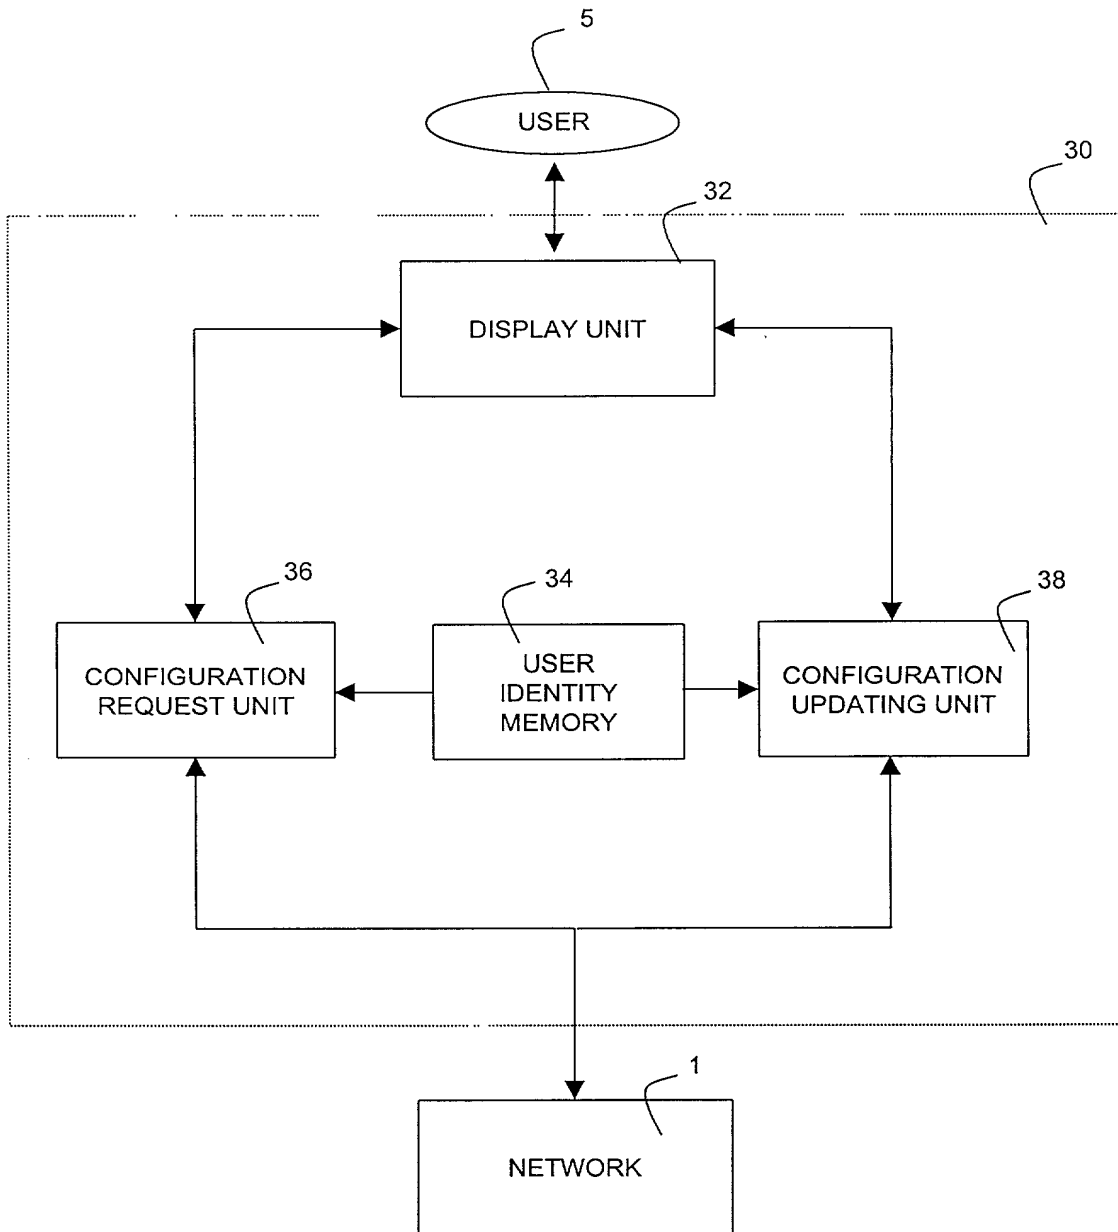 5
USER
30
32
DISPLAY UNIT
36
34
38
CONFIGURATION
REQUEST UNIT
USER
IDENTITY
MEMORY
CONFIGURATION
UPDATING UNIT
1
NETWORK